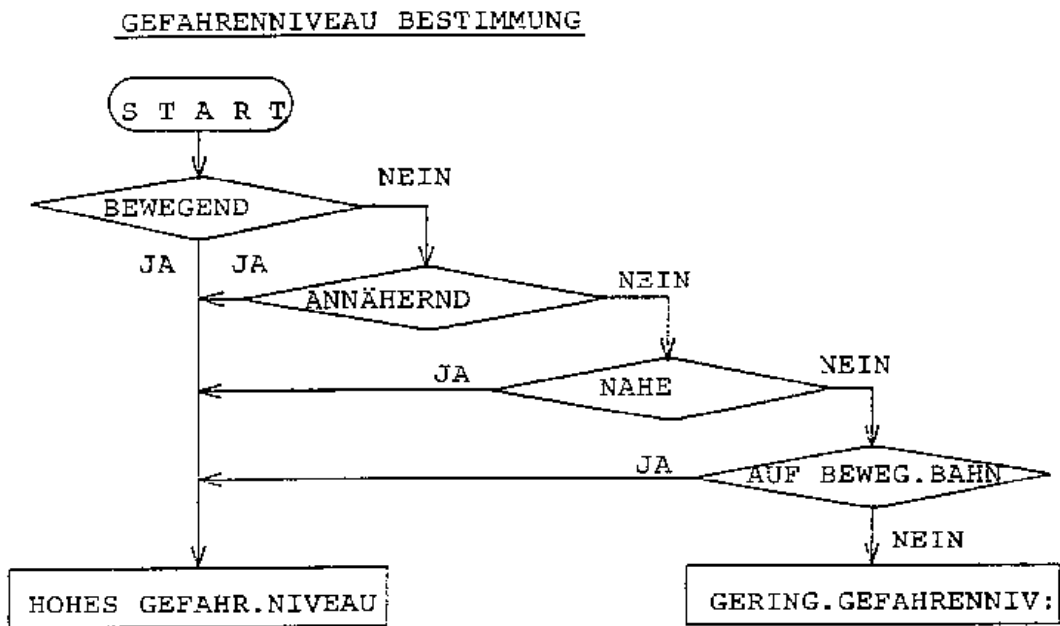 GEFAHRENNIVEAU BESTIMMUNG
S T A R T
NEIN
BEWEGEND
JA JA
NEIN
ANNÄHERND
JA
NEIN
NAHE
JA
AUF BEWEG.BAHN
NEIN
HOHES GEFAHR.NIVEAU
GERING.GEFAHRENNIV: